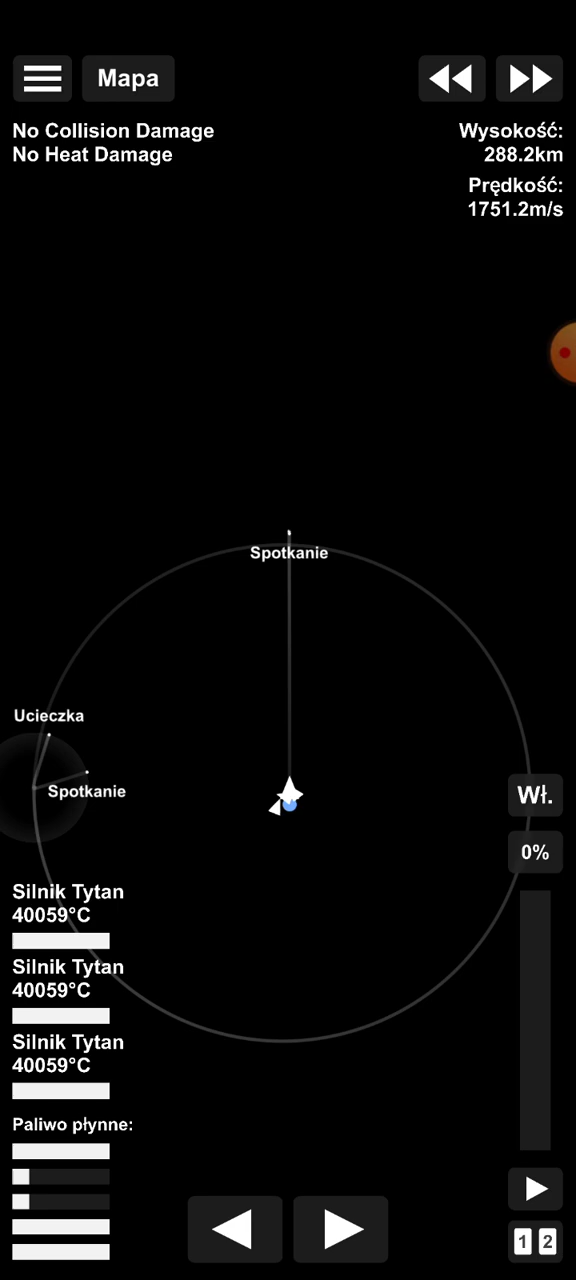 Mapa
No Collision Damage
No Heat Damage
Wysokość:
288.2km
Prędkość:
1751.2m/s
Spotkanie
Ucieczka
Spotkanie
Wł.
0%
Silnik Tytan
40059°C
Silnik Tytan
40059°C
Silnik Tytan
40059°C
Paliwo płynne:
1 2